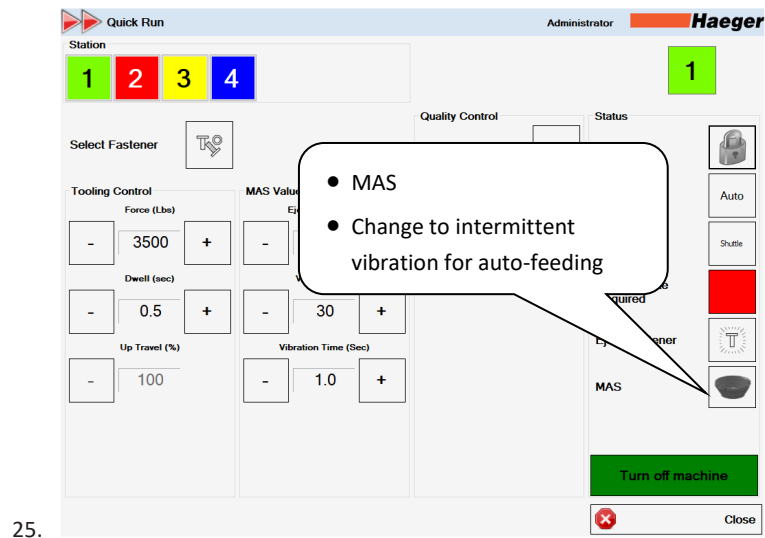 Quick Run
Administrator
Haeger
Station
1 2 3 4
1
Quality Control
Status
Select Fastener
MAS
Change to intermittent
vibration for auto-feeding
Auto
Tooling Control
MAS
Force (Lbs)
- 3500 +
-
Shuttle
Dwell (sec)
- 0.5 +
- 30 +
Up Travel (%)
Vibration Time (Sec)
- 100
- 1.0 +
MAS
Turn off machine
Close
25.